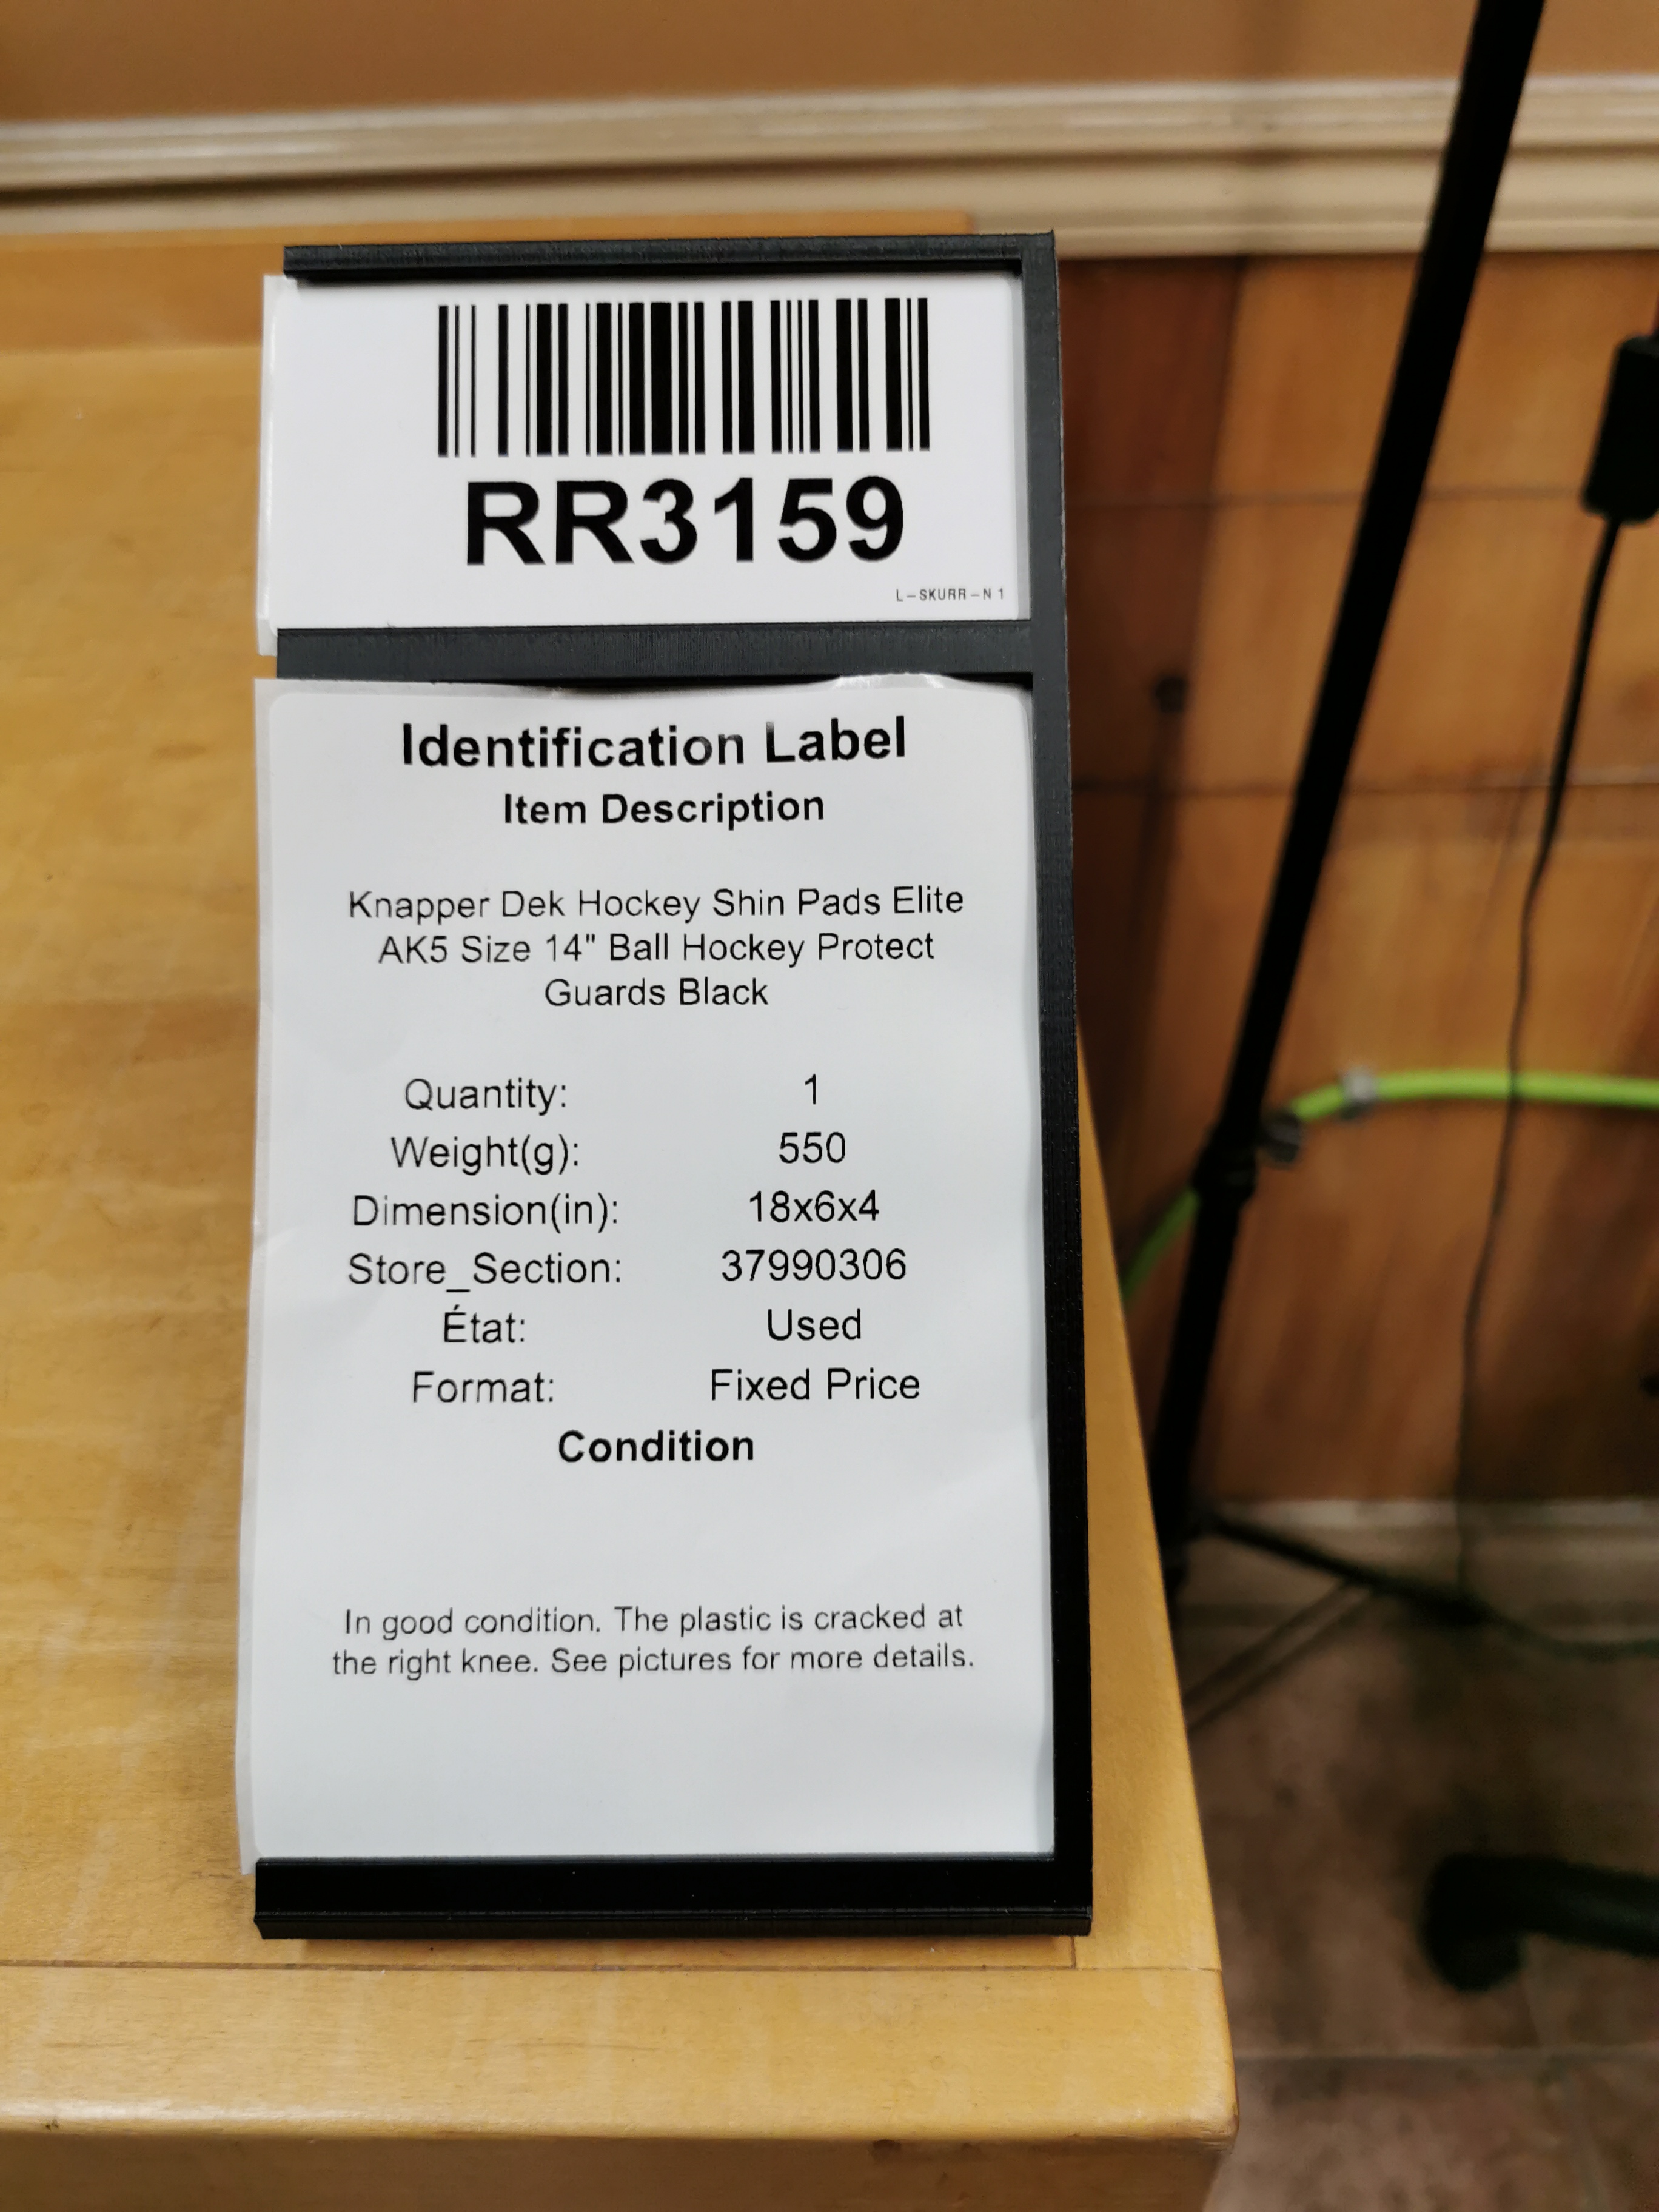 RR3159
L-SKURR-N 1
Identification Label
Item Description
Knapper Dek Hockey Shin Pads Elite
AK5 Size 14" Ball Hockey Protect
Guards Black
Quantity: 1
Weight(g): 550
Dimension(in): 18x6x4
Store_Section: 37990306
État: Used
Format: Fixed Price
Condition
In good condition. The plastic is cracked at
the right knee. See pictures for more details.